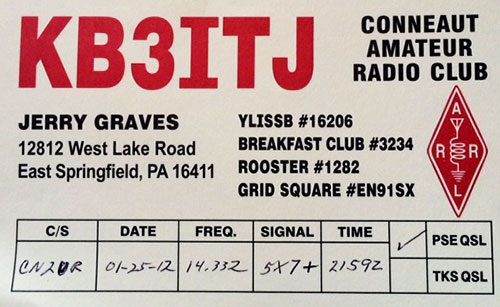 KB3ITJ
CONNEAUT
AMATEUR
RADIO CLUB
JERRY GRAVES
12812 West Lake Road
East Springfield, PA 16411
YLISSB #16206
BREAKFAST CLUB #3234
ROOSTER #1282
GRID SQUARE #EN91SX
A
R R
L
C/S DATE FREQ. SIGNAL TIME ✓ PSE QSL
01-25-12 14.332 5X7+ 2159Z TKS QSL